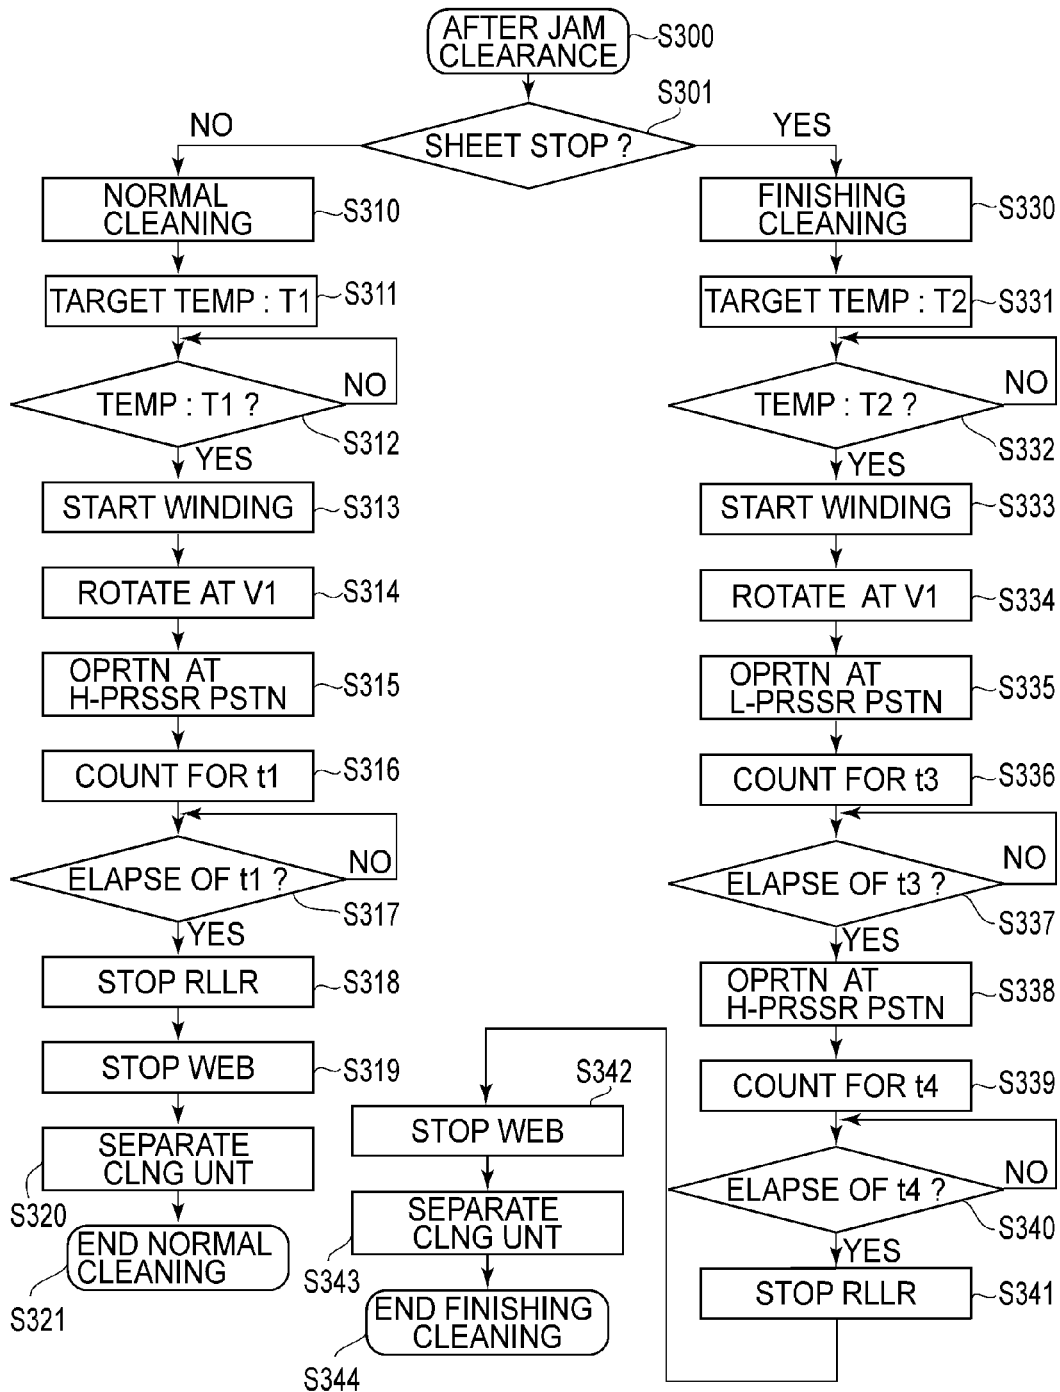 AFTER JAM
CLEARANCE
S300
S301
SHEET STOP ?
NO
YES
NORMAL
CLEANING
S310
TARGET TEMP : T1
S311
TEMP : T1 ?
NO
S312
YES
START WINDING
S313
ROTATE AT V1
S314
OPRTN AT
H-PRSSR PSTN
S315
COUNT FOR t1
S316
ELAPSE OF t1 ?
NO
S317
YES
STOP RLLR
S318
STOP WEB
S319
SEPARATE
CLNG UNT
S320
END NORMAL
CLEANING
S321
FINISHING
CLEANING
S330
TARGET TEMP : T2
S331
TEMP : T2 ?
NO
S332
YES
START WINDING
S333
ROTATE AT V1
S334
OPRTN AT
L-PRSSR PSTN
S335
COUNT FOR t3
S336
ELAPSE OF t3 ?
NO
S337
YES
OPRTN AT
H-PRSSR PSTN
S338
COUNT FOR t4
S339
ELAPSE OF t4 ?
NO
S340
YES
STOP RLLR
S341
S342
STOP WEB
SEPARATE
CLNG UNT
S343
END FINISHING
CLEANING
S344